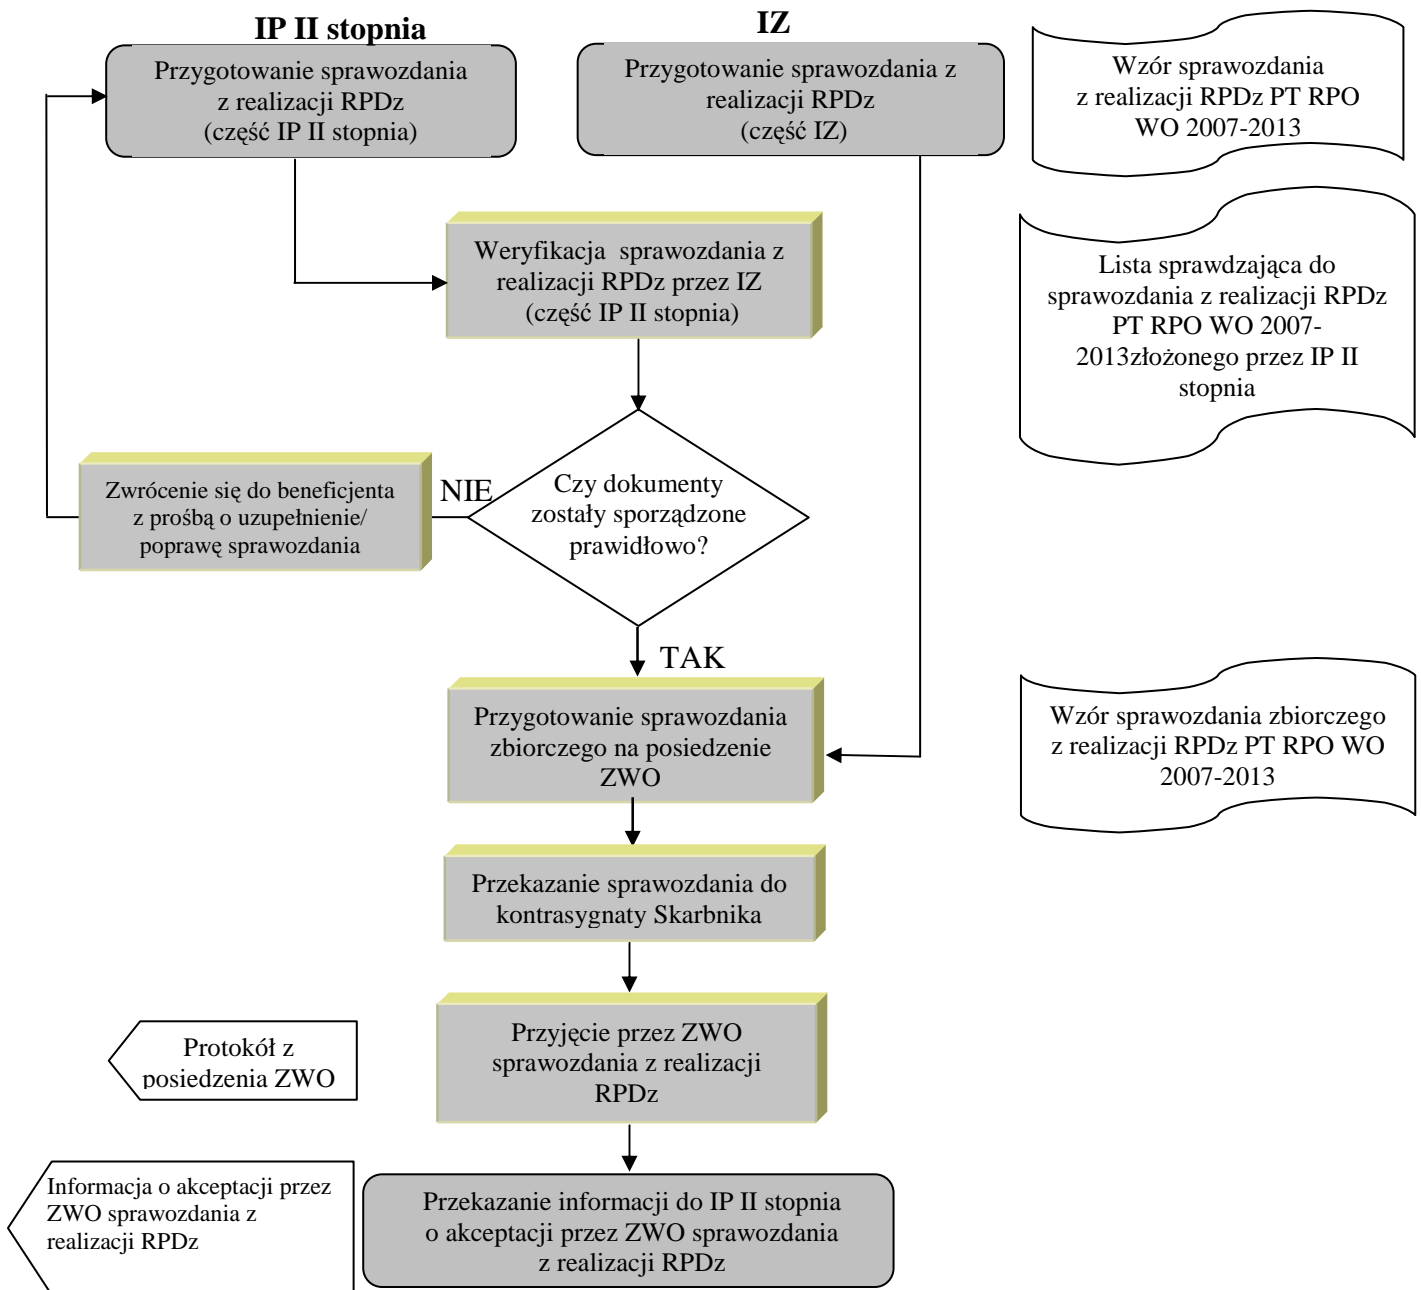 IP II stopnia
Przygotowanie sprawozdania
z realizacji RPDz
(część IP II stopnia)
IZ
Przygotowanie sprawozdania z
realizacji RPDz
(część IZ)
Wzór sprawozdania
z realizacji RPDz PT RPO
WO 2007-2013
Weryfikacja sprawozdania z
realizacji RPDz przez IZ
(część IP II stopnia)
Lista sprawdzająca do
sprawozdania z realizacji RPDz
PT RPO WO 2007-
2013złożonego przez IP II
stopnia
Zwrócenie się do beneficjenta
z prośbą o uzupełnienie/
poprawę sprawozdania
NIE
Czy dokumenty
zostały sporządzone
prawidłowo?
TAK
Przygotowanie sprawozdania
zbiorczego na posiedzenie
ZWO
Wzór sprawozdania zbiorczego
z realizacji RPDz PT RPO WO
2007-2013
Przekazanie sprawozdania do
kontrasygnaty Skarbnika
Protokół z
posiedzenia ZWO
Przyjęcie przez ZWO
sprawozdania z realizacji
RPDz
Informacja o akceptacji przez
ZWO sprawozdania z
realizacji RPDz
Przekazanie informacji do IP II stopnia
o akceptacji przez ZWO sprawozdania
z realizacji RPDz